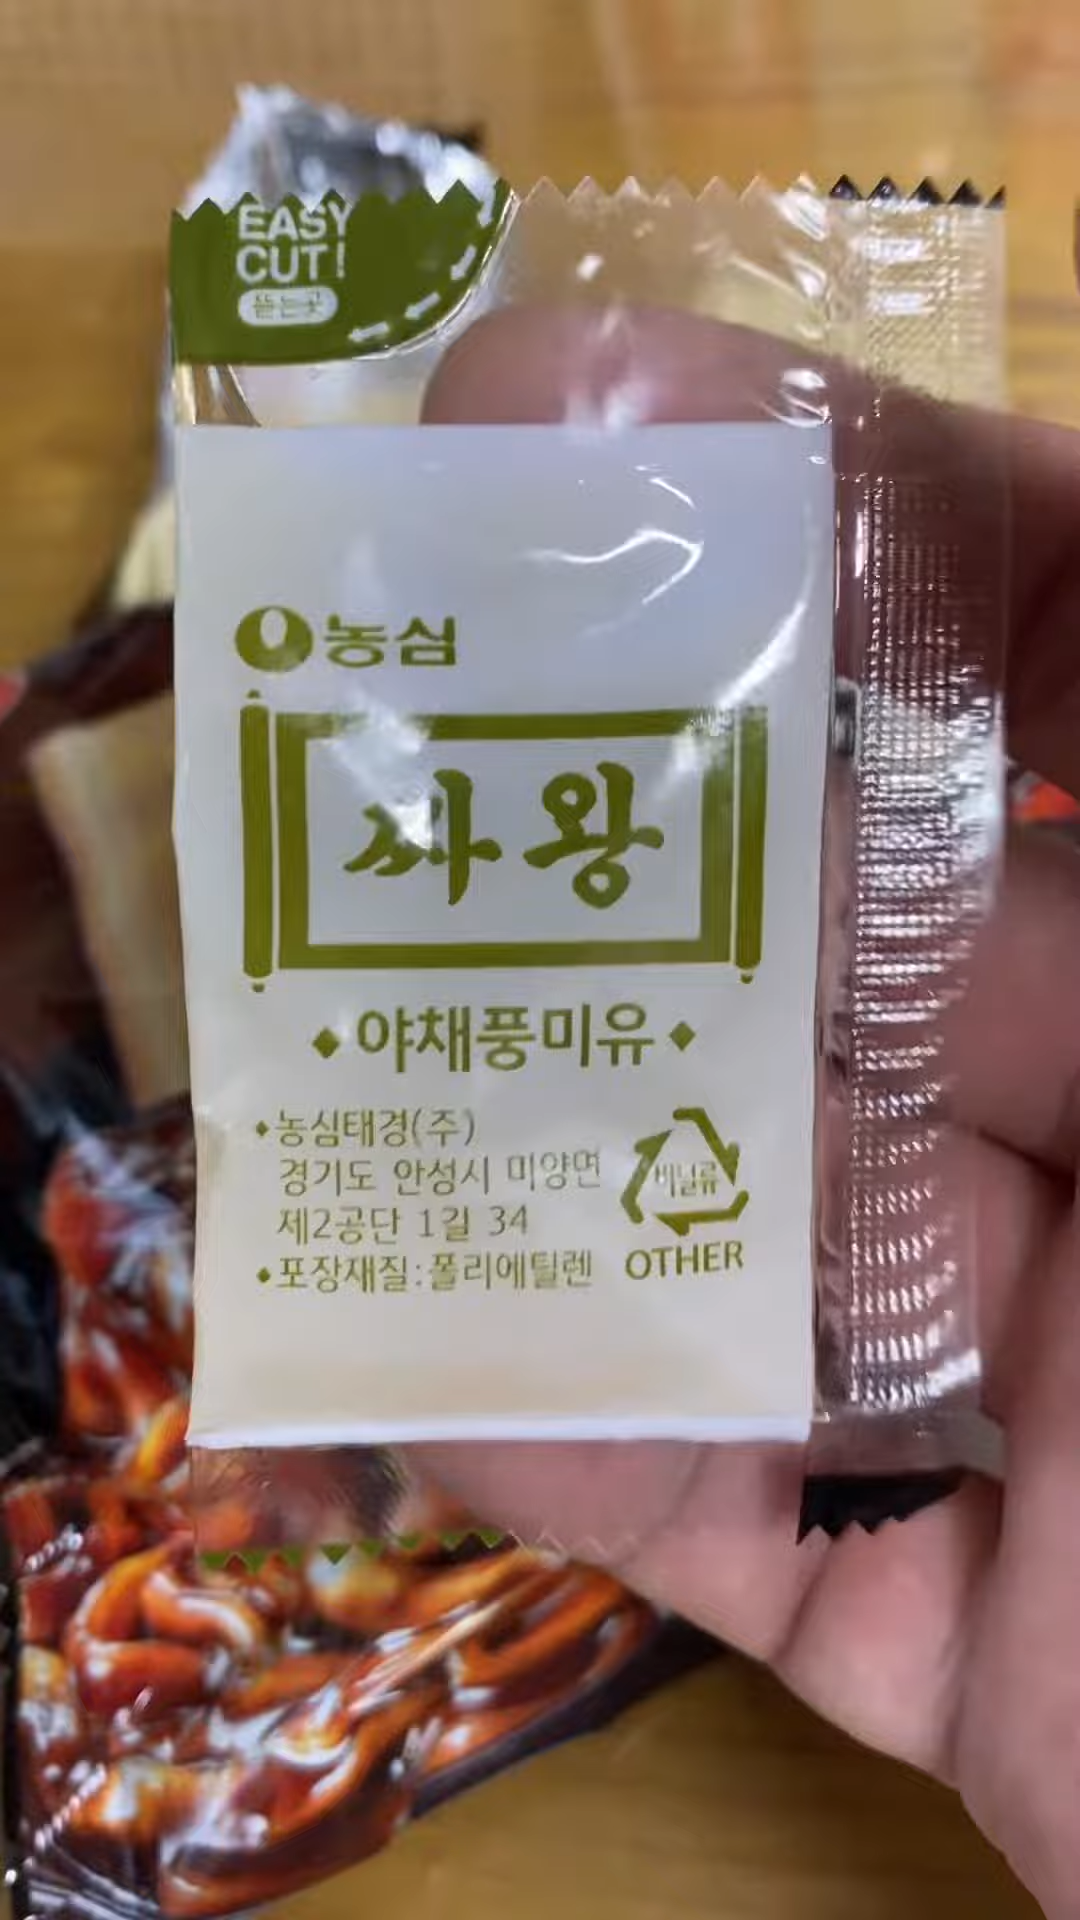 EASY
CUT!
뜯는곳
농심
짜왕
야채풍미유
농심태경(주)
경기도 안성시 미양면
제2공단 1길 34
포장재질:폴리에틸렌
비닐류
OTHER